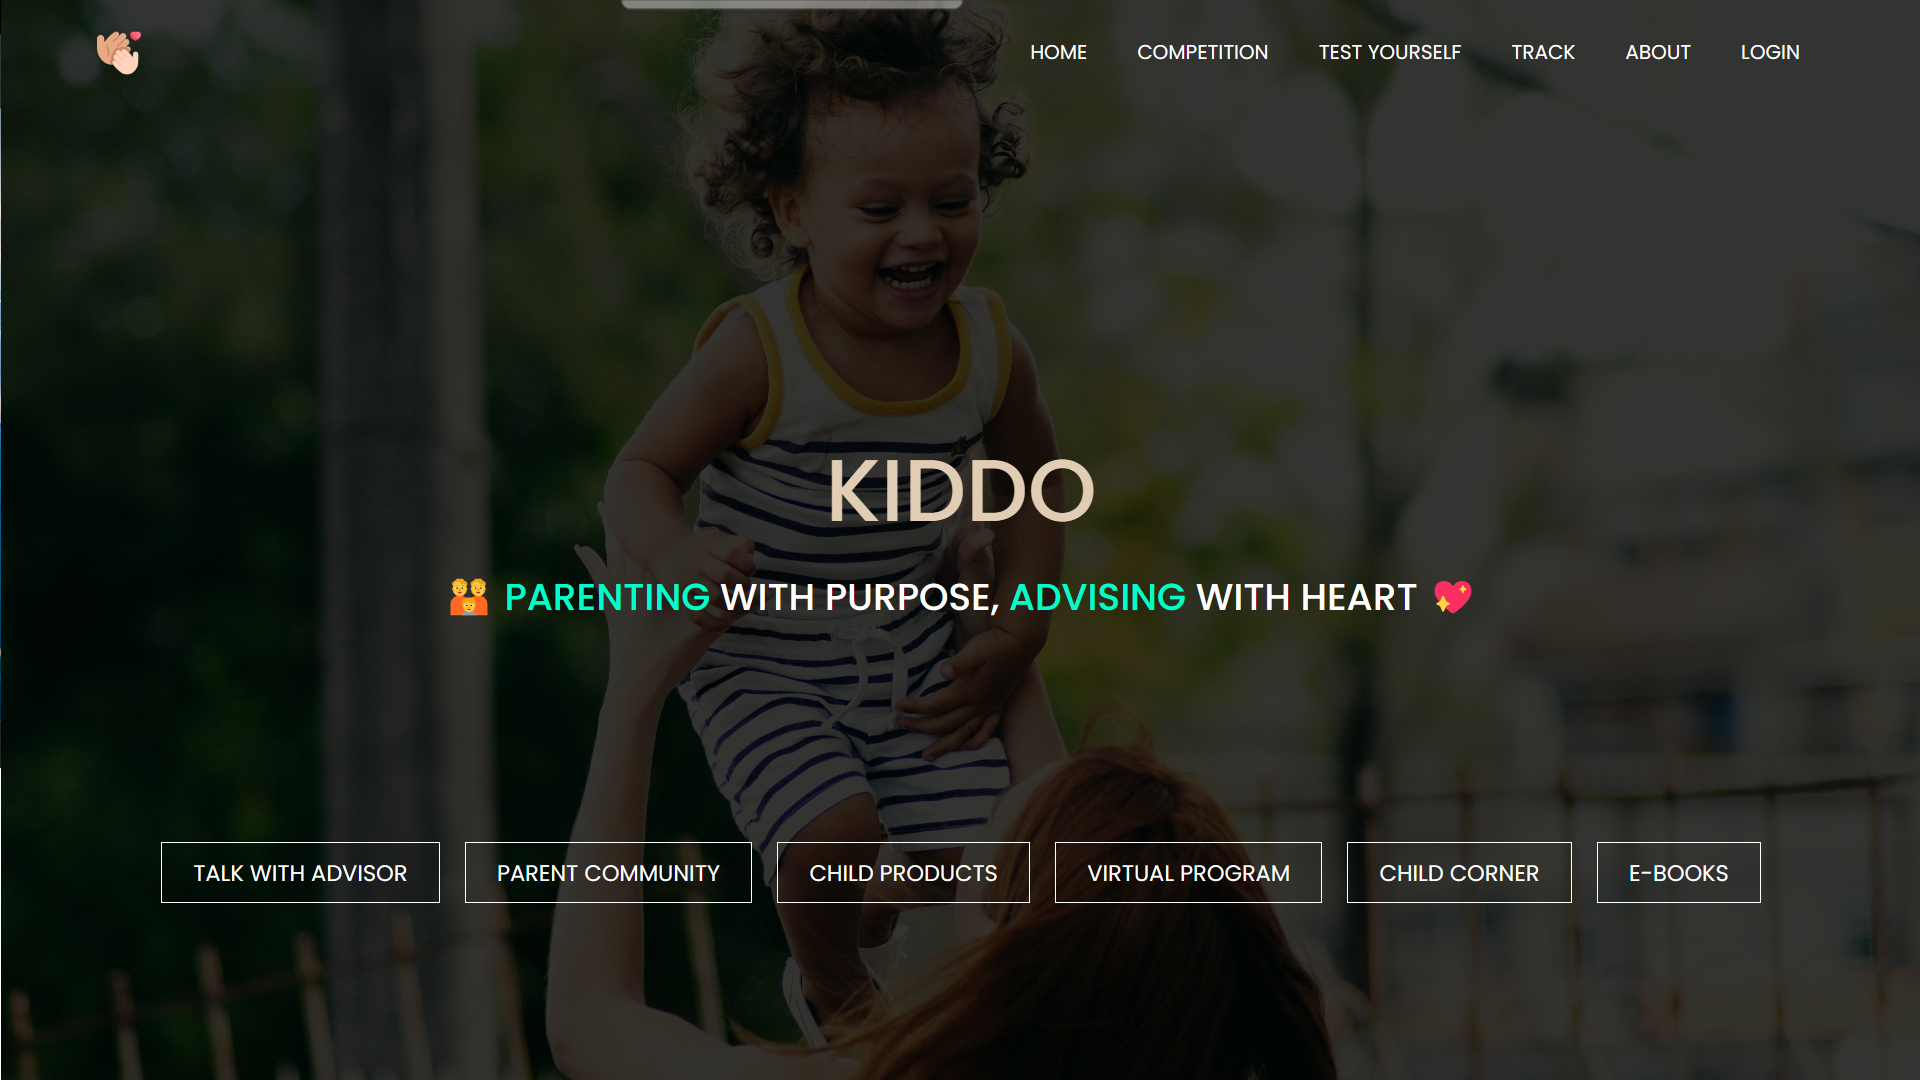 HOME COMPETITION TEST YOURSELF TRACK ABOUT LOGIN
KIDDO
PARENTING WITH PURPOSE, ADVISING WITH HEART
TALK WITH ADVISOR PARENT COMMUNITY CHILD PRODUCTS VIRTUAL PROGRAM CHILD CORNER E-BOOKS